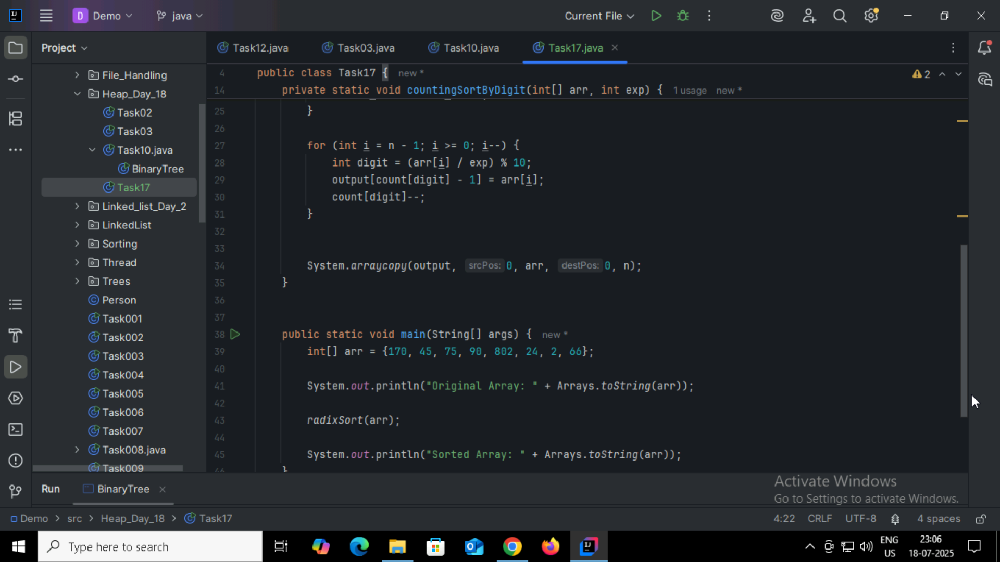 D Demo
java
Current File
Project
Task12.java
Task03.java
Task10.java
Task17.java
File_Handling
Heap_Day_18
Task02
Task03
Task10.java
BinaryTree
Task17
Linked_list_Day_2
LinkedList
Sorting
Thread
Trees
Person
Task001
Task002
Task003
Task004
Task005
Task006
Task007
Task008.java
Task009
4 public class Task17 { new *
2
14 private static void countingSortByDigit(int[] arr, int exp) { 1 usage new *
25 }
26
27 for (int i = n - 1; i >= 0; i--) {
28 int digit = (arr[i] / exp) % 10;
29 output[count[digit] - 1] = arr[i];
30 count[digit]--;
31 }
32
33
34 System.arraycopy(output, srcPos: 0, arr, destPos: 0, n);
35 }
36
37
38 public static void main(String[] args) { new *
39 int[] arr = {170, 45, 75, 90, 802, 24, 2, 66};
40
41 System.out.println("Original Array: " + Arrays.toString(arr));
42
43 radixSort(arr);
44
45 System.out.println("Sorted Array: " + Arrays.toString(arr));
46 }
Run
BinaryTree
Activate Windows
Go to Settings to activate Windows.
Demo > src > Heap_Day_18 > Task17
4:22 CRLF UTF-8 4 spaces
Type here to search
ENG
US
23:06
18-07-2025